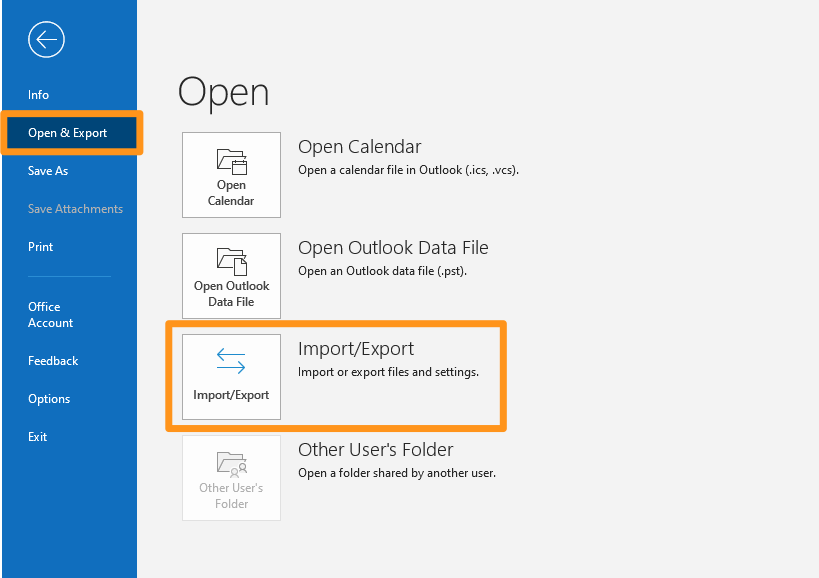 Info
Open & Export
Save As
Save Attachments
Print
Office
Account
Feedback
Options
Exit
Open
Open
Calendar
Open Calendar
Open a calendar file in Outlook (.ics, .vcs).
Open Outlook
Data File
Open Outlook Data File
Open an Outlook data file (.pst).
Import/Export
Import/Export
Import or export files and settings.
Other User's
Folder
Other User's Folder
Open a folder shared by another user.